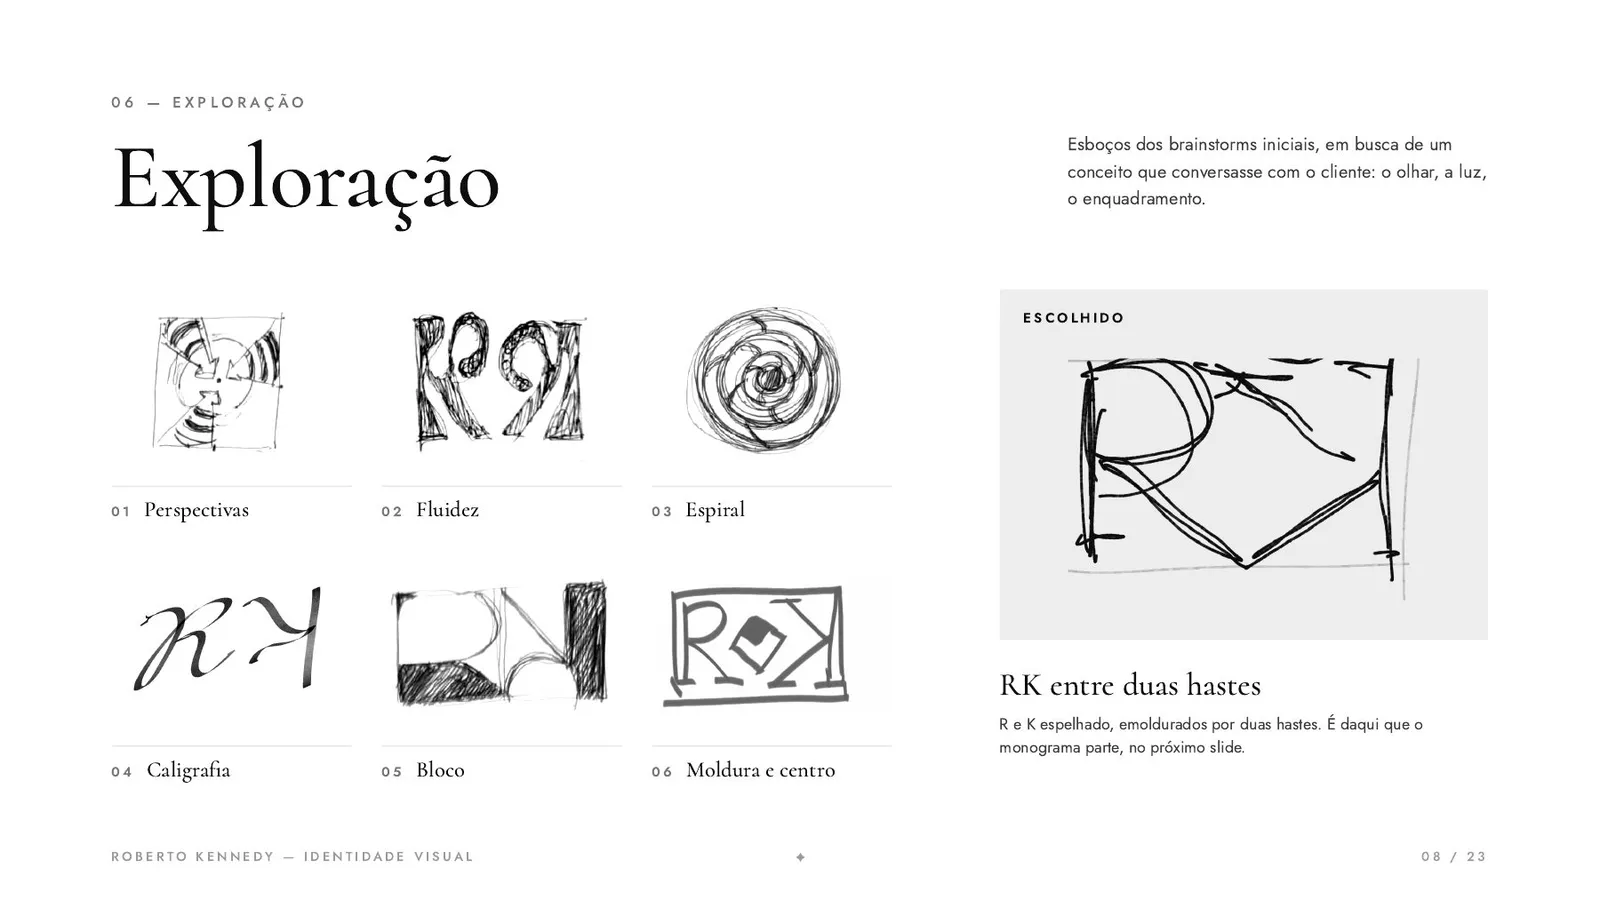 06 — EXPLORAÇÃO
Exploração
Esboços dos brainstorms iniciais, em busca de um
conceito que conversasse com o cliente: o olhar, a luz,
o enquadramento.
01 Perspectivas
02 Fluidez
03 Espiral
04 Caligrafia
05 Bloco
06 Moldura e centro
ESCOLHIDO
RK entre duas hastes
R e K espelhado, emoldurados por duas hastes. É daqui que o
monograma parte, no próximo slide.
ROBERTO KENNEDY — IDENTIDADE VISUAL
08 / 23